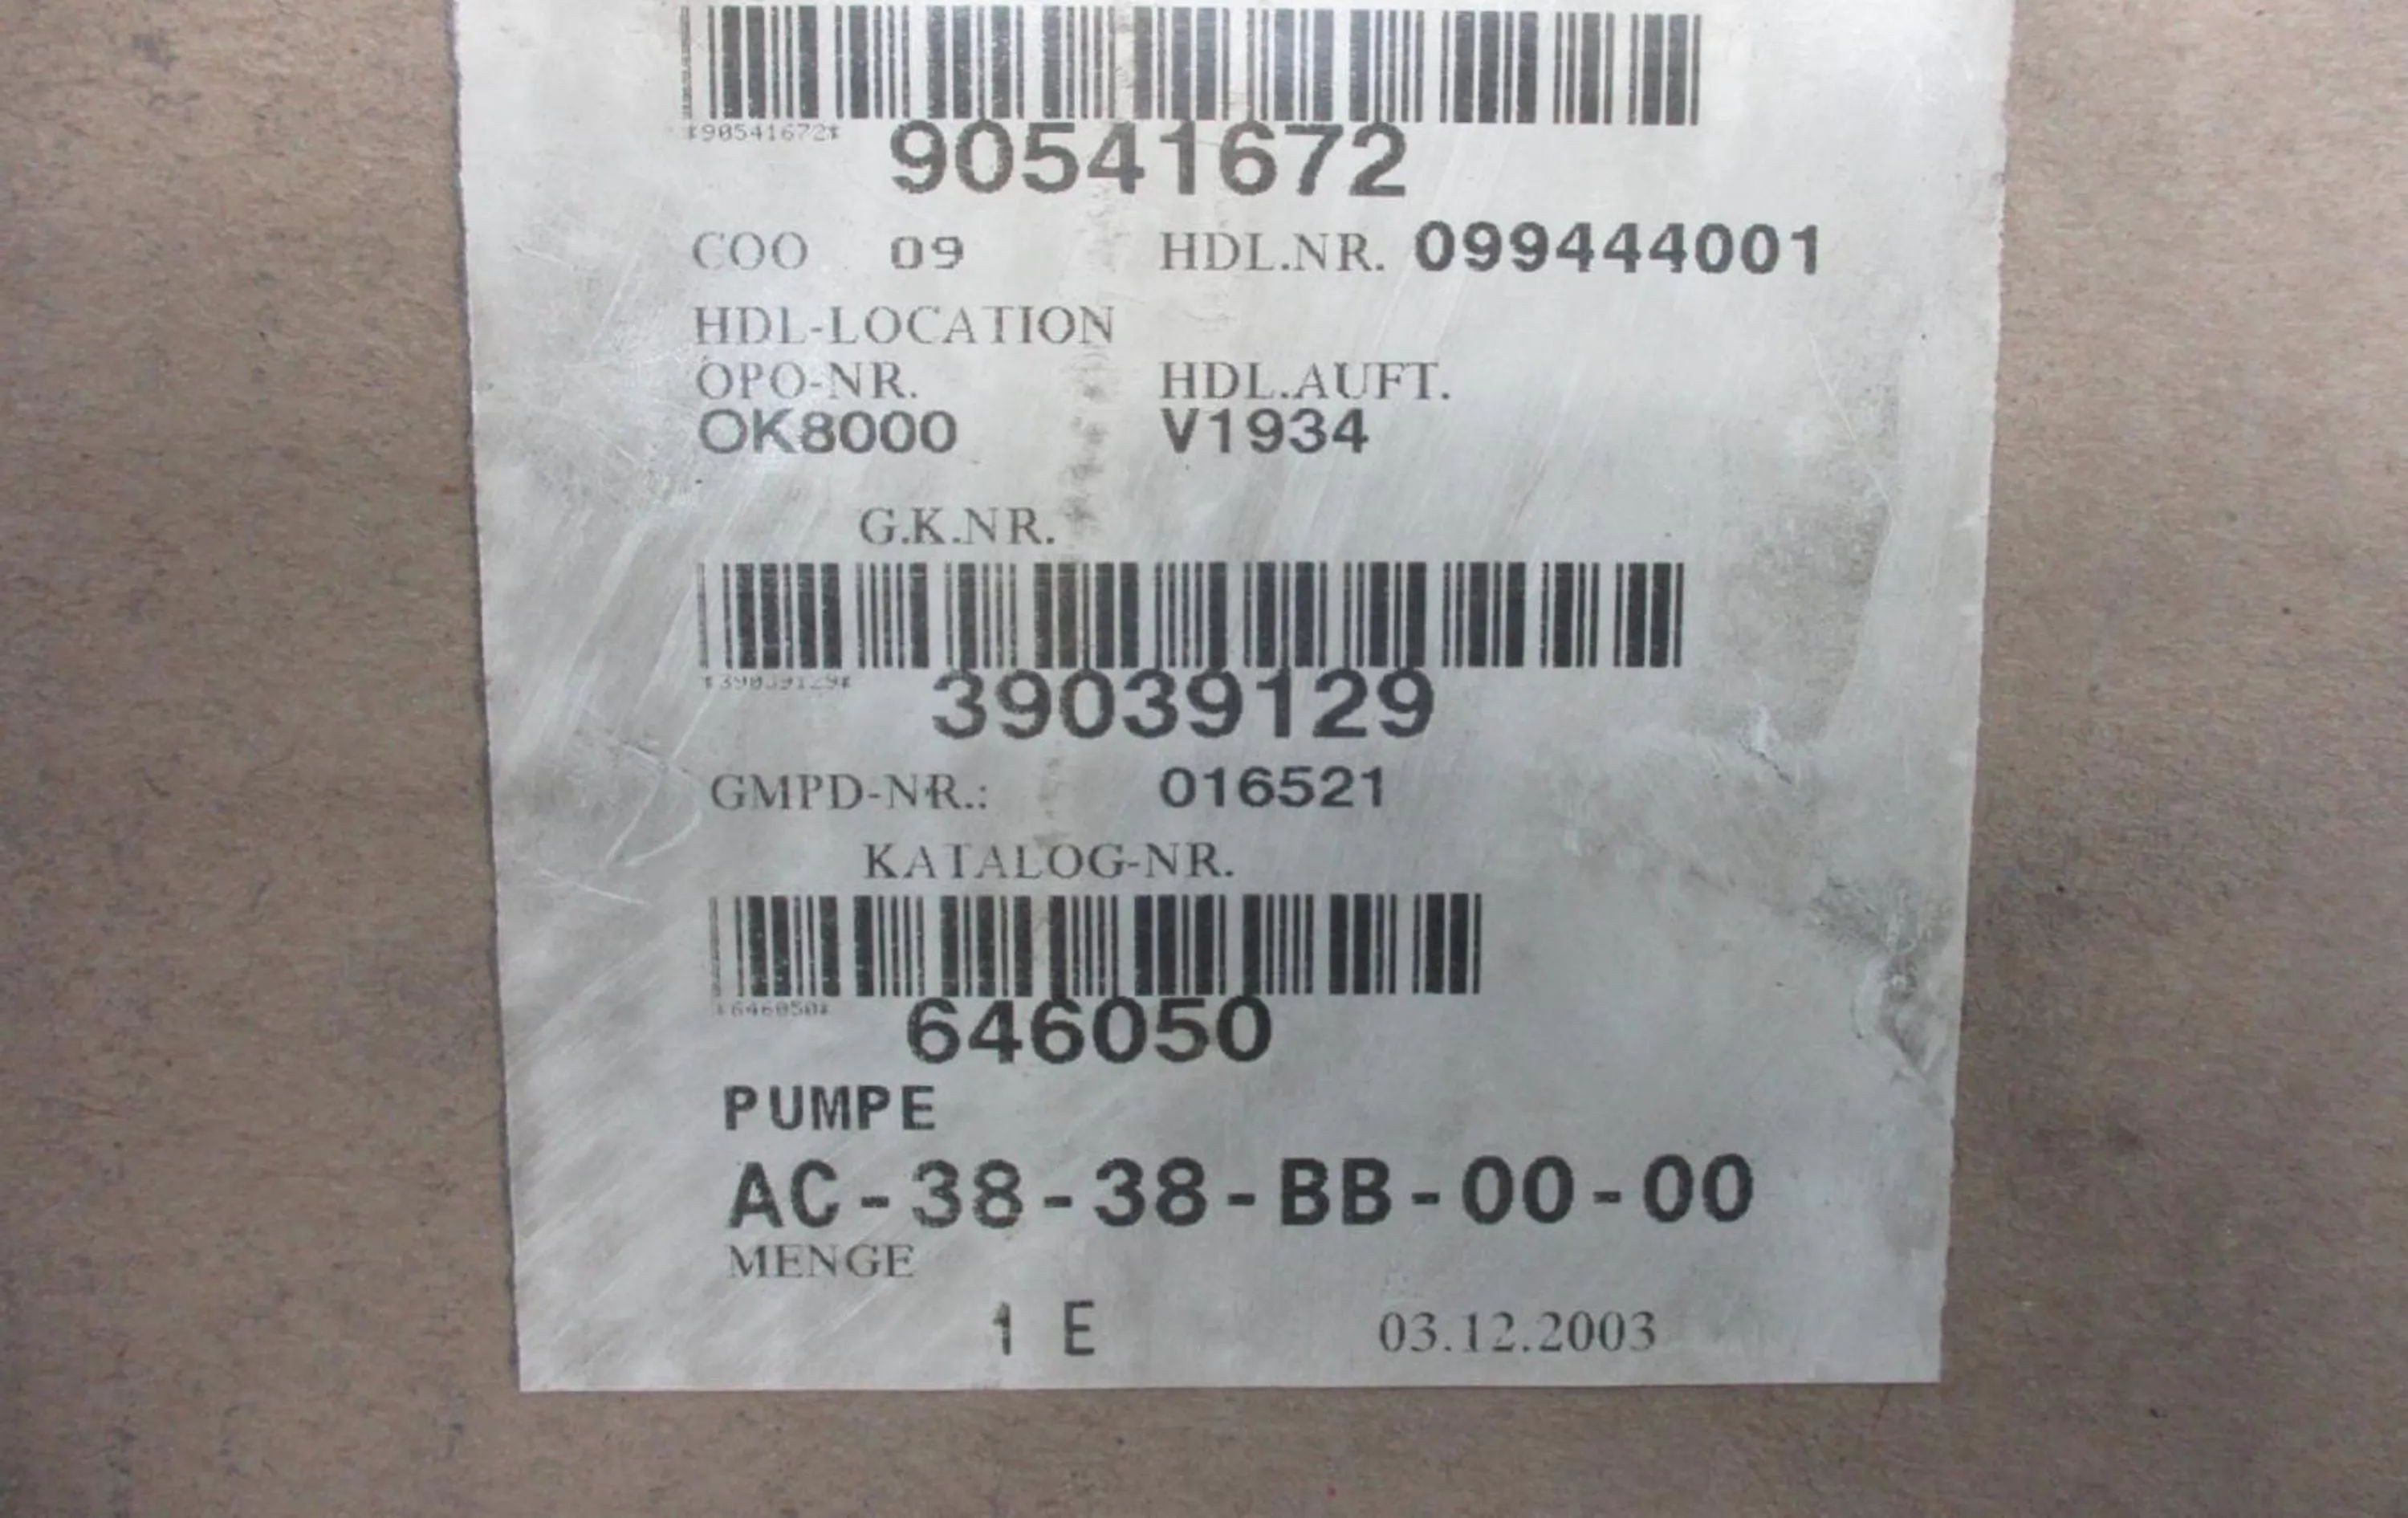 *90541672*
90541672
COO 09 HDL.NR. 099444001
HDL-LOCATION
OPO-NR. HDL.AUFT.
OK8000 V1934
G.K.NR.
*39039129*
39039129
GMPD-NR.: 016521
KATALOG-NR.
*646050*
646050
PUMPE
AC-38-38-BB-00-00
MENGE
1 E 03.12.2003